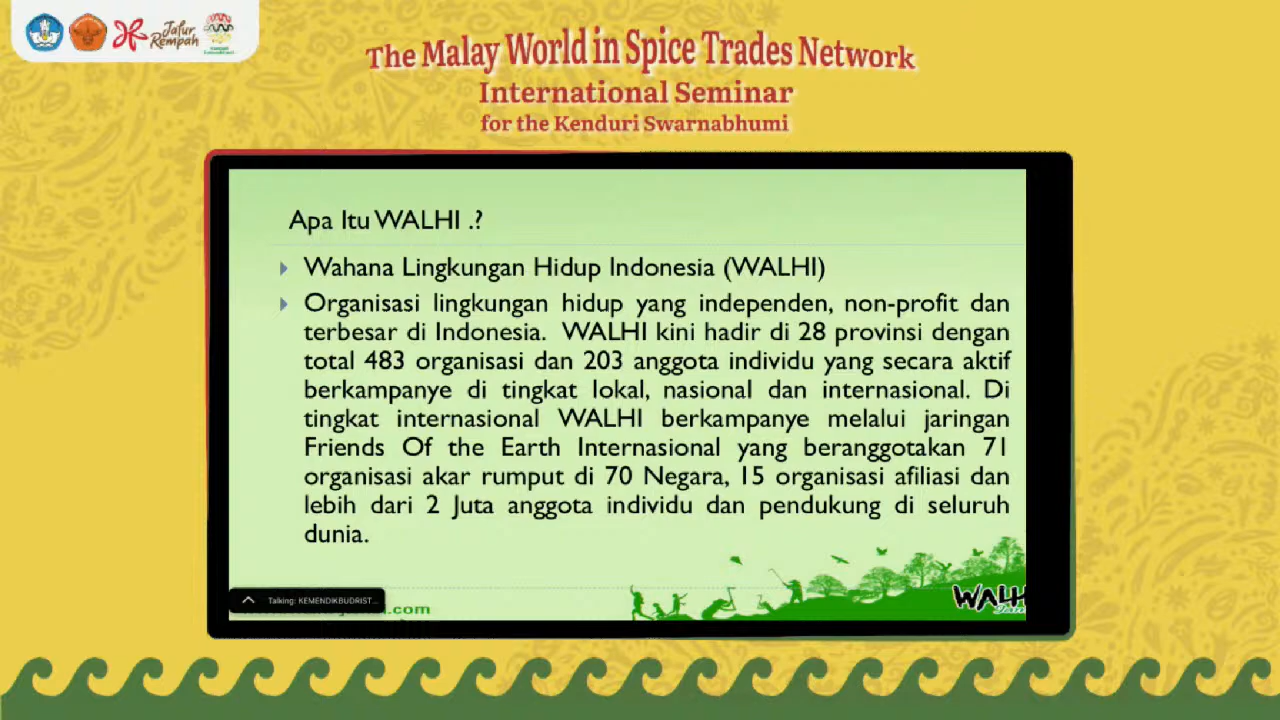 Jalur
Rempah
The Malay World in Spice Trades Network
International Seminar
for the Kenduri Swarnabhumi
Apa Itu WALHI .?
Wahana Lingkungan Hidup Indonesia (WALHI)
Organisasi lingkungan hidup yang independen, non-profit dan
terbesar di Indonesia. WALHI kini hadir di 28 provinsi dengan
total 483 organisasi dan 203 anggota individu yang secara aktif
berkampanye di tingkat lokal, nasional dan internasional. Di
tingkat internasional WALHI berkampanye melalui jaringan
Friends Of the Earth Internasional yang beranggotakan 71
organisasi akar rumput di 70 Negara, 15 organisasi afiliasi dan
lebih dari 2 Juta anggota individu dan pendukung di seluruh
dunia.
Talking: KEMENDIKBUDRIST...
.com
WALH